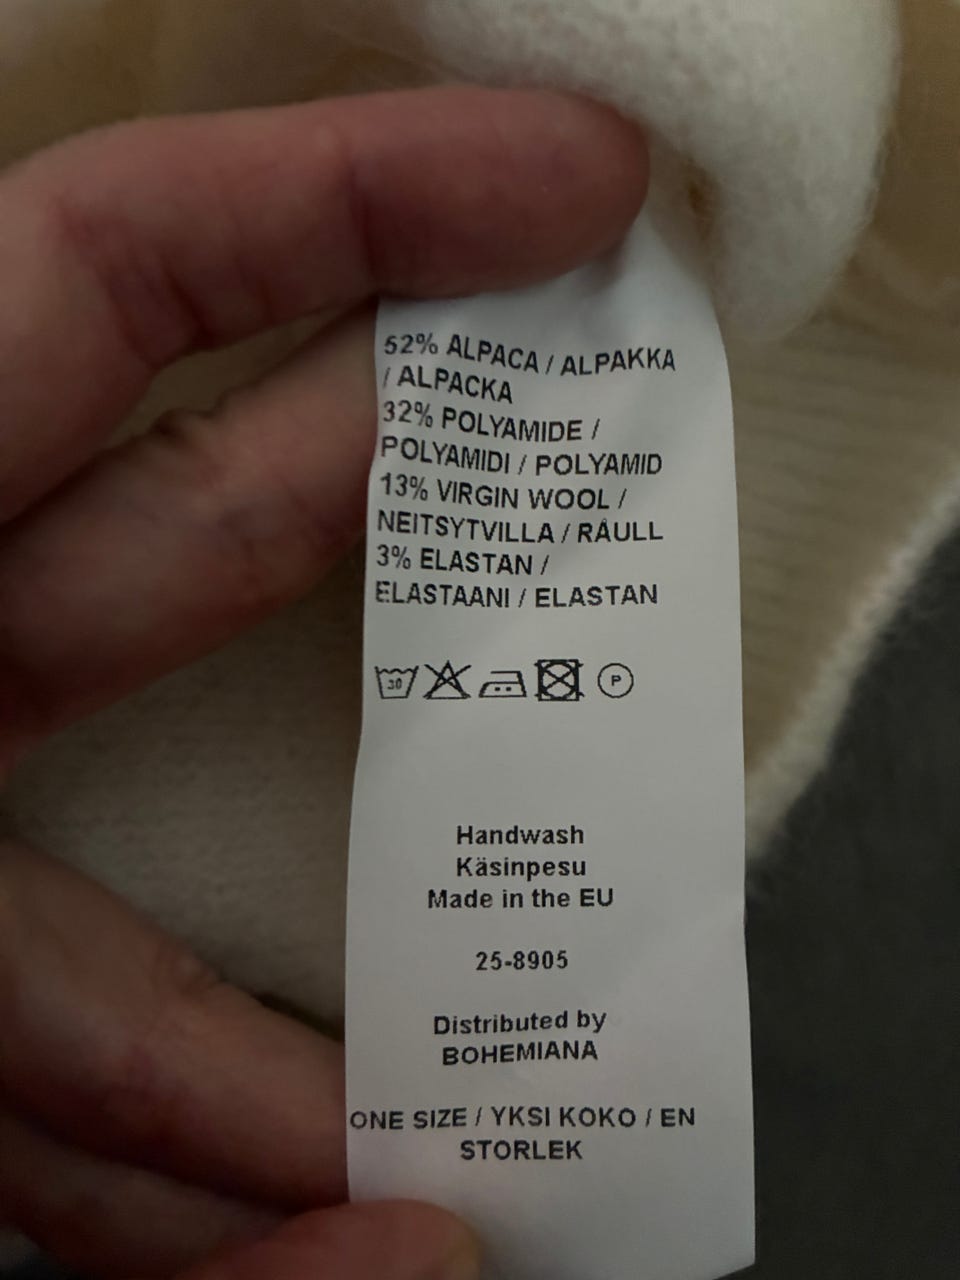 52% ALPACA / ALPAKKA
/ ALPACKA
32% POLYAMIDE /
POLYAMIDI / POLYAMID
13% VIRGIN WOOL /
NEITSYTVILLA / RÅULL
3% ELASTAN /
ELASTAANI / ELASTAN
30 P
Handwash
Käsinpesu
Made in the EU
25-8905
Distributed by
BOHEMIANA
ONE SIZE / YKSI KOKO / EN
STORLEK